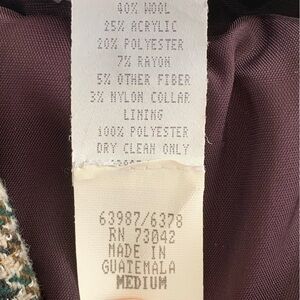 40% WOOL
25% ACRYLIC
20% POLYESTER
7% RAYON
5% OTHER FIBER
3% NYLON COLLAR
LINING
100% POLYESTER
DRY CLEAN ONLY
63987/6378
RN 73042
MADE IN
GUATEMALA
MEDIUM